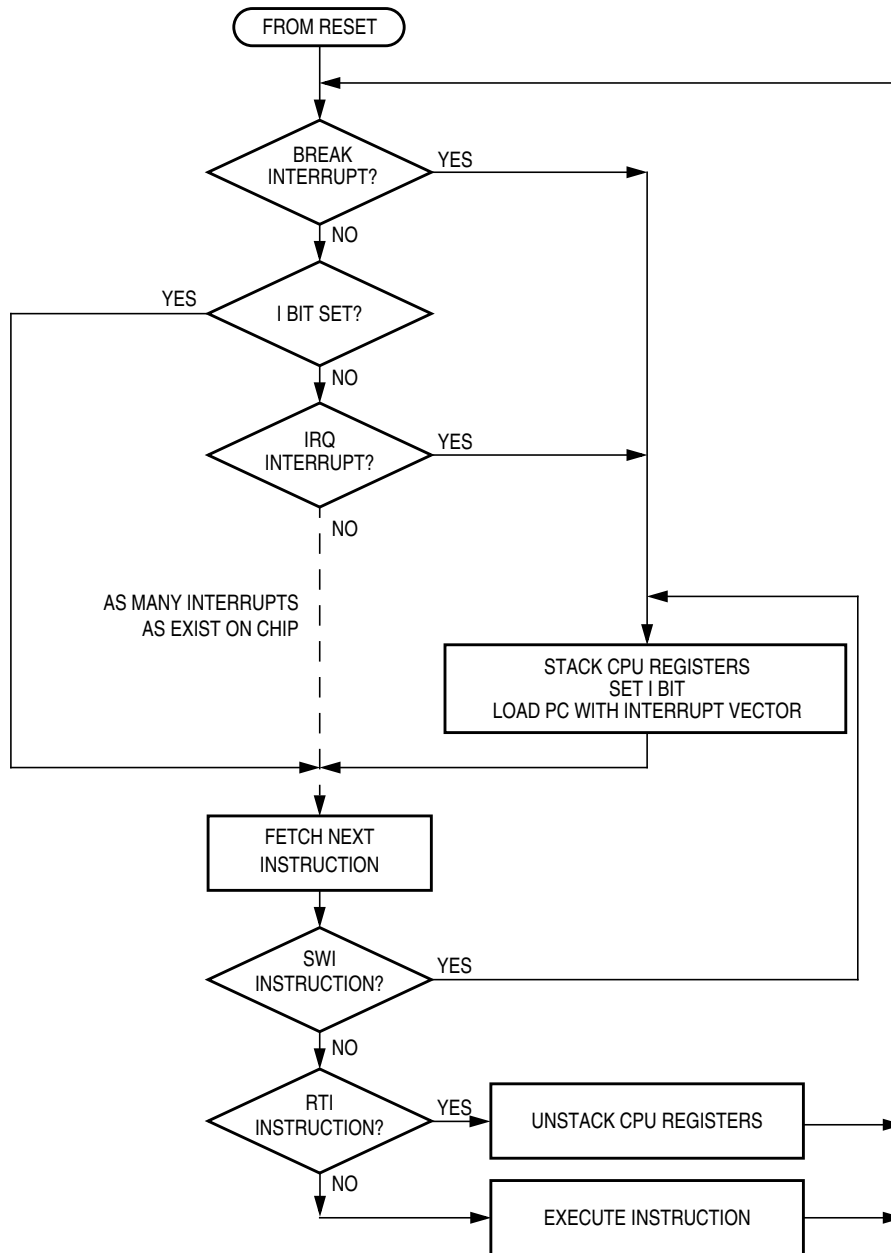 FROM RESET
BREAK
INTERRUPT?
YES
NO
YES
I BIT SET?
NO
IRQ
INTERRUPT?
YES
NO
AS MANY INTERRUPTS
AS EXIST ON CHIP
STACK CPU REGISTERS
SET I BIT
LOAD PC WITH INTERRUPT VECTOR
FETCH NEXT
INSTRUCTION
SWI
INSTRUCTION?
YES
NO
RTI
INSTRUCTION?
YES
UNSTACK CPU REGISTERS
NO
EXECUTE INSTRUCTION